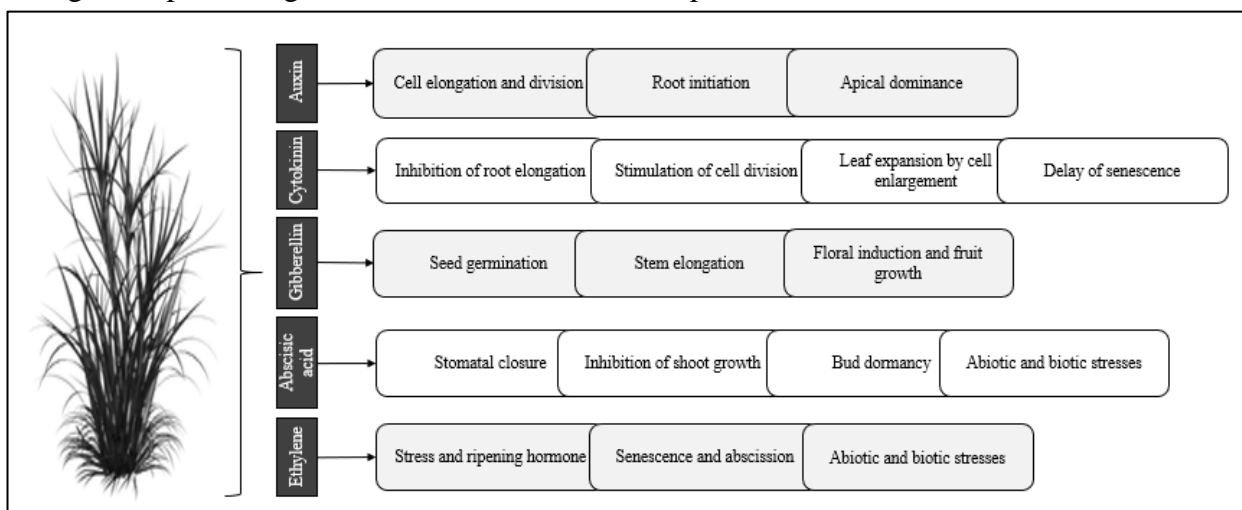 Auxin
Cell elongation and division
Root initiation
Apical dominance
Cytokinin
Inhibition of root elongation
Stimulation of cell division
Leaf expansion by cell
enlargement
Delay of senescence
Gibberellin
Seed germination
Stem elongation
Floral induction and fruit
growth
Abscisic
acid
Stomatal closure
Inhibition of shoot growth
Bud dormancy
Abiotic and biotic stresses
Ethylene
Stress and ripening hormone
Senescence and abscission
Abiotic and biotic stresses